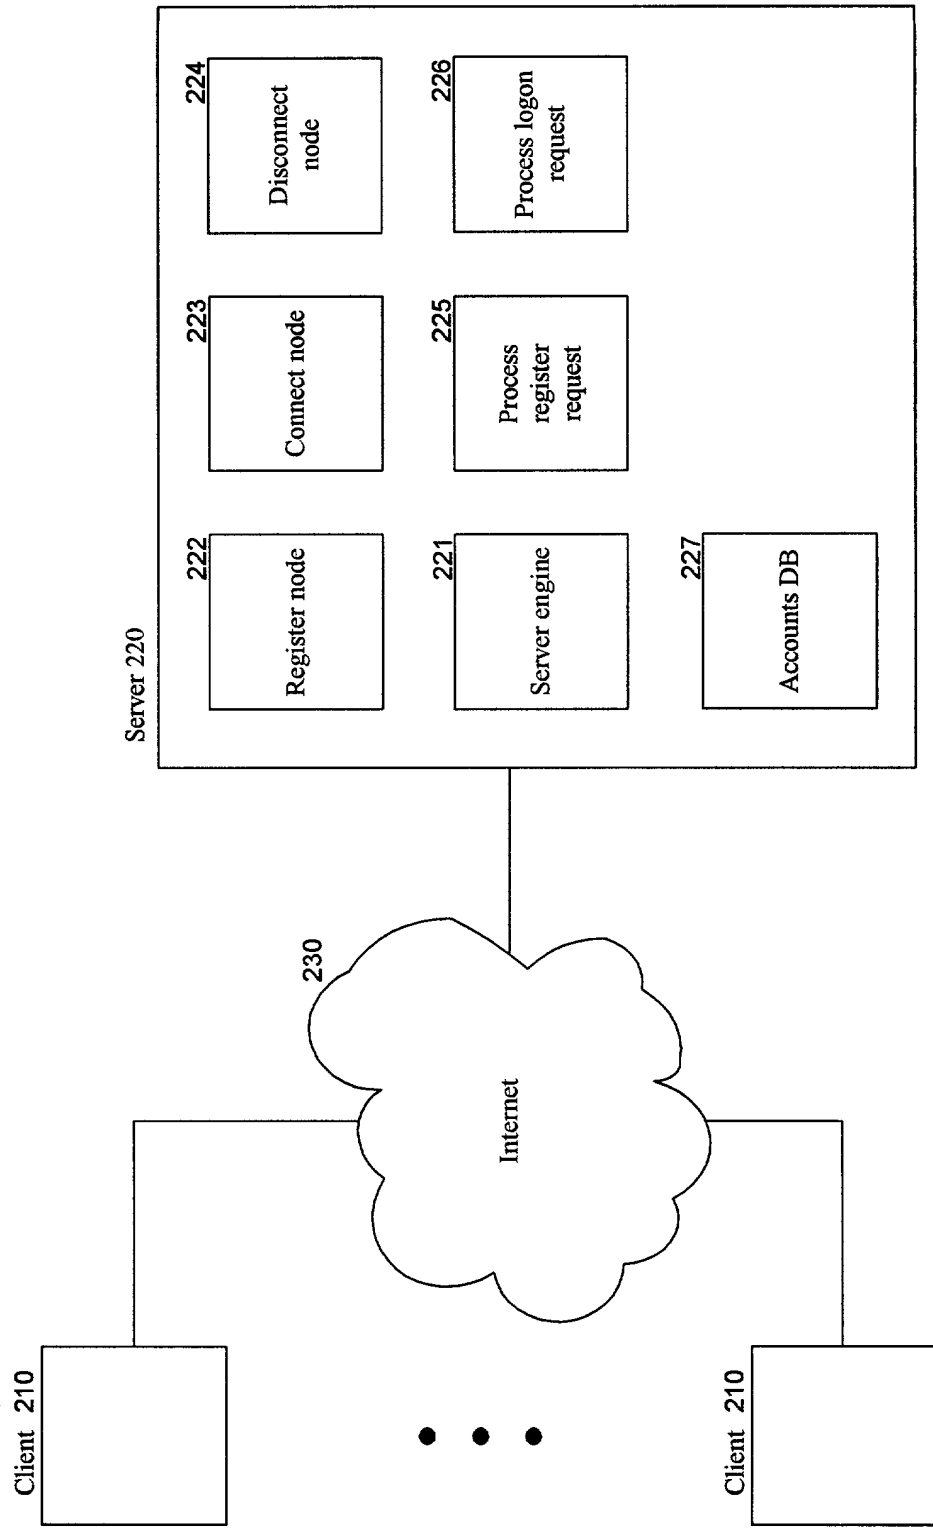 Client 210
Client 210
230
Internet
Server 220
222
Register node
223
Connect node
224
Disconnect
node
221
Server engine
225
Process
register
request
226
Process logon
request
227
Accounts DB